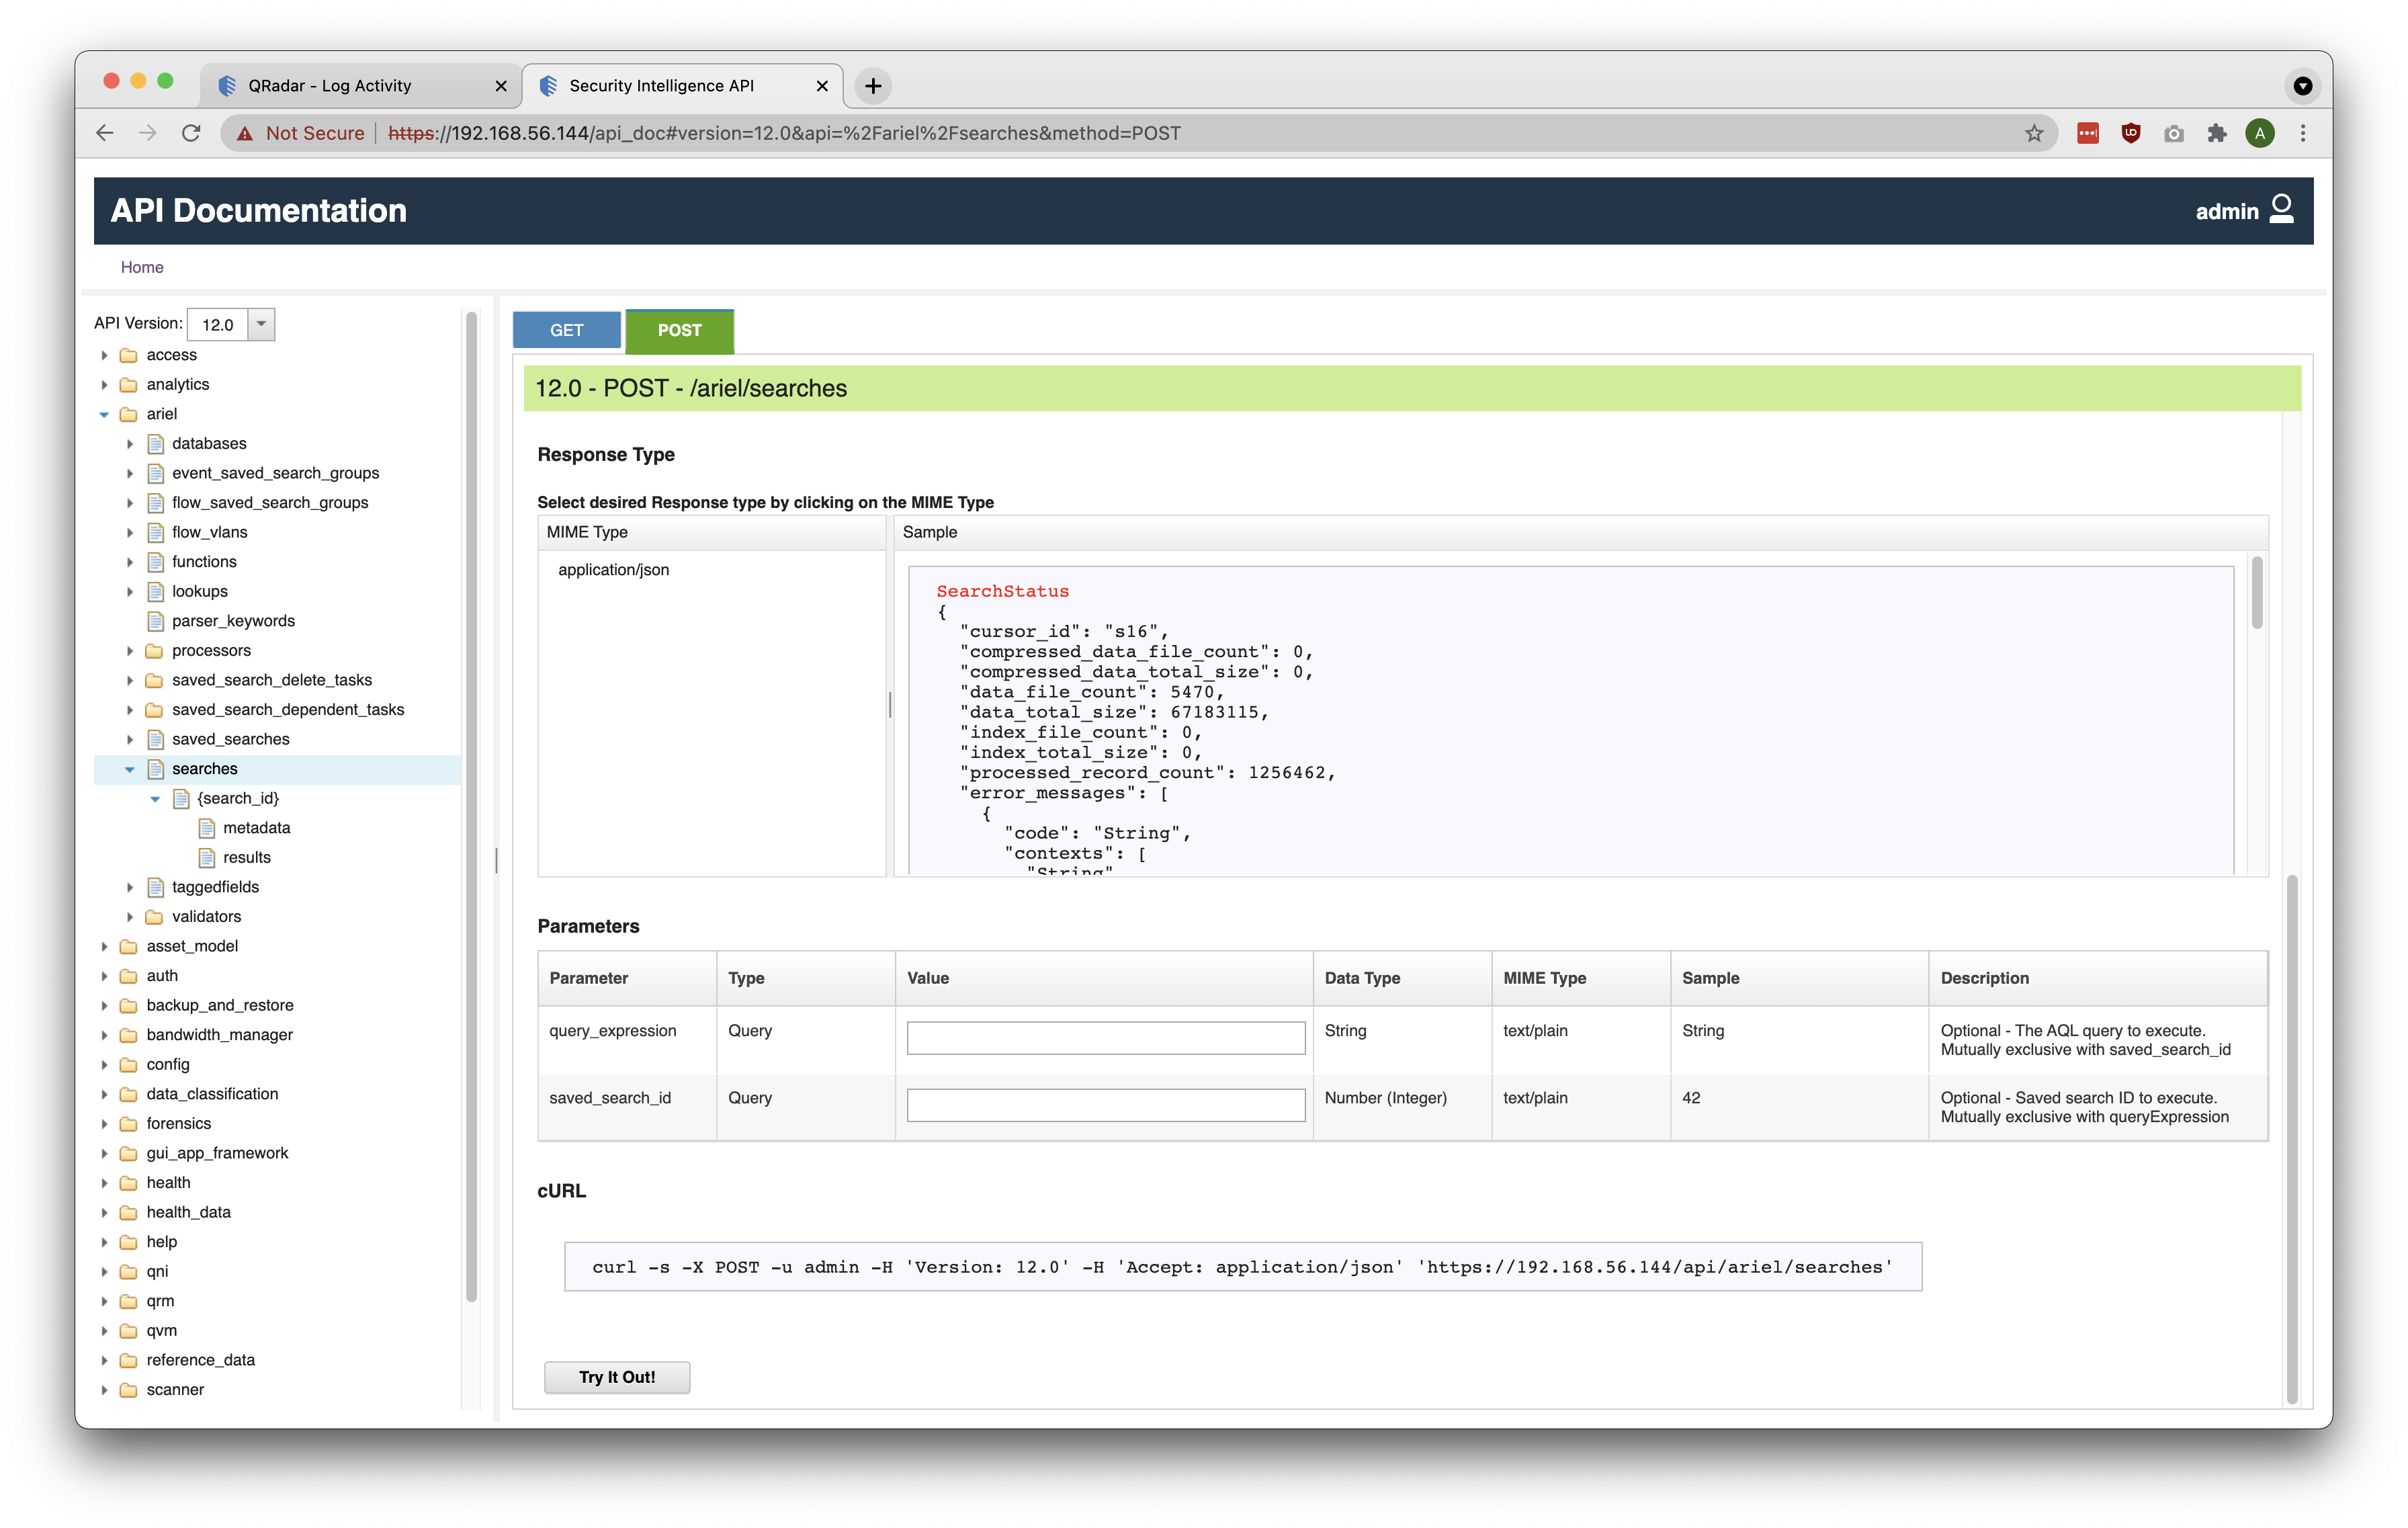 QRadar - Log Activity
Security Intelligence API
Not Secure
https://192.168.56.144/api_doc#version=12.0&api=%2Fariel%2Fsearches&method=POST
A
API Documentation
admin
Home
API Version: 12.0
access
analytics
ariel
databases
event_saved_search_groups
flow_saved_search_groups
flow_vlans
functions
lookups
parser_keywords
processors
saved_search_delete_tasks
saved_search_dependent_tasks
saved_searches
searches
{search_id}
metadata
results
taggedfields
validators
asset_model
auth
backup_and_restore
bandwidth_manager
config
data_classification
forensics
gui_app_framework
health
health_data
help
qni
qrm
qvm
reference_data
scanner
GET
POST
12.0 - POST - /ariel/searches
Response Type
Select desired Response type by clicking on the MIME Type
MIME Type
Sample
application/json
SearchStatus
{
"cursor_id": "s16",
"compressed_data_file_count": 0,
"compressed_data_total_size": 0,
"data_file_count": 5470,
"data_total_size": 67183115,
"index_file_count": 0,
"index_total_size": 0,
"processed_record_count": 1256462,
"error_messages": [
{
"code": "String",
"contexts": [
"String"
Parameters
Parameter Type Value Data Type MIME Type Sample Description
query_expression Query String text/plain String Optional - The AQL query to execute.
Mutually exclusive with saved_search_id
saved_search_id Query Number (Integer) text/plain 42 Optional - Saved search ID to execute.
Mutually exclusive with queryExpression
cURL
curl -s -X POST -u admin -H 'Version: 12.0' -H 'Accept: application/json' 'https://192.168.56.144/api/ariel/searches'
Try It Out!